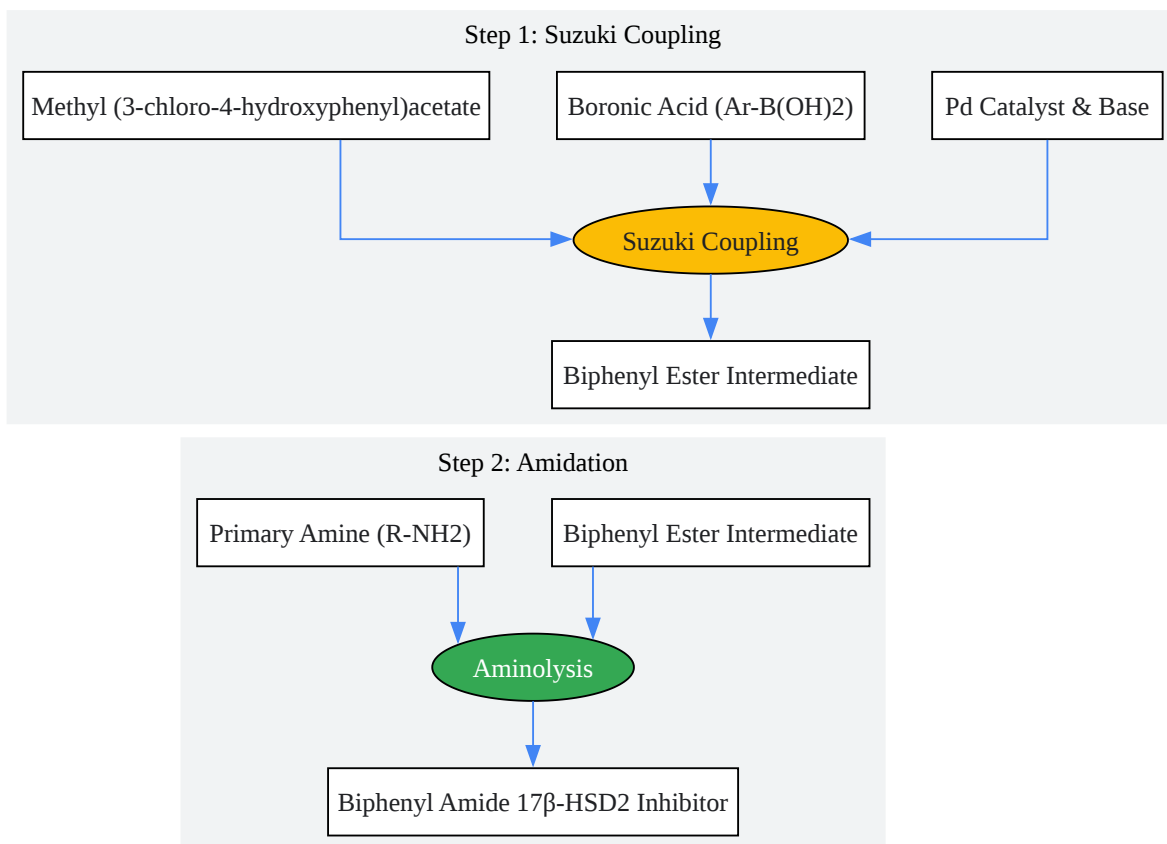 Step 1: Suzuki Coupling
Methyl (3-chloro-4-hydroxyphenyl)acetate
Boronic Acid (Ar-B(OH)2)
Pd Catalyst & Base
Suzuki Coupling
Biphenyl Ester Intermediate
Step 2: Amidation
Primary Amine (R-NH2)
Biphenyl Ester Intermediate
Aminolysis
Biphenyl Amide 17β-HSD2 Inhibitor